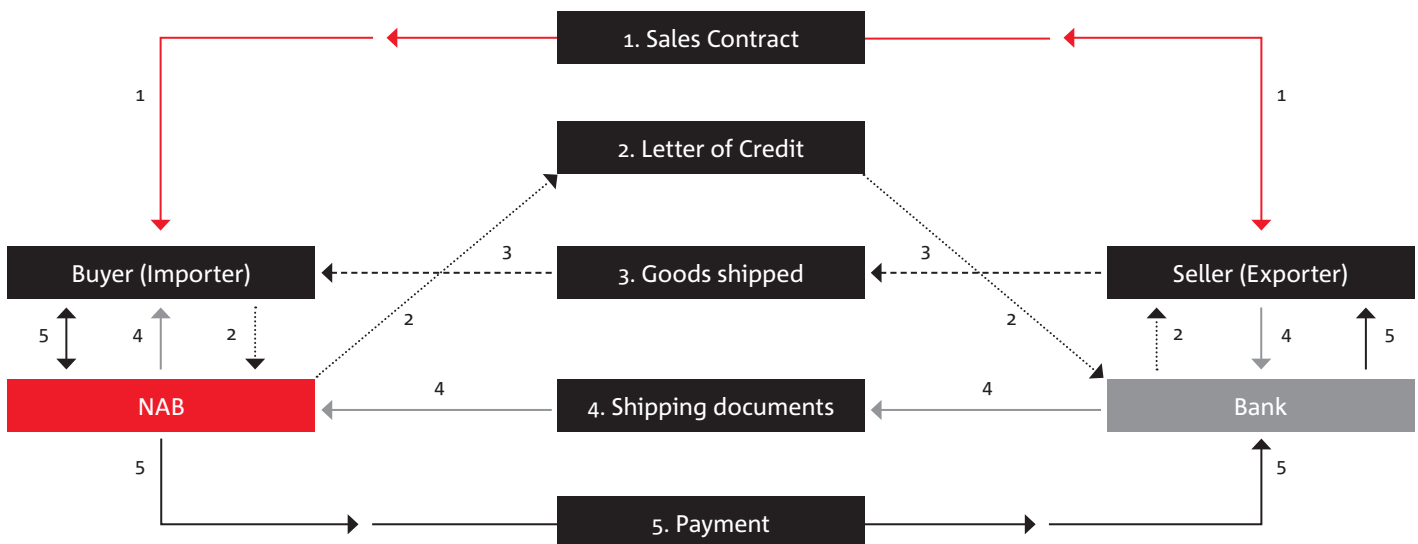 1. Sales Contract
1
1
2. Letter of Credit
Buyer (Importer)
3
3. Goods shipped
3
Seller (Exporter)
5
4
2
2
2
2
4
5
NAB
4
4. Shipping documents
4
Bank
5
5
5. Payment